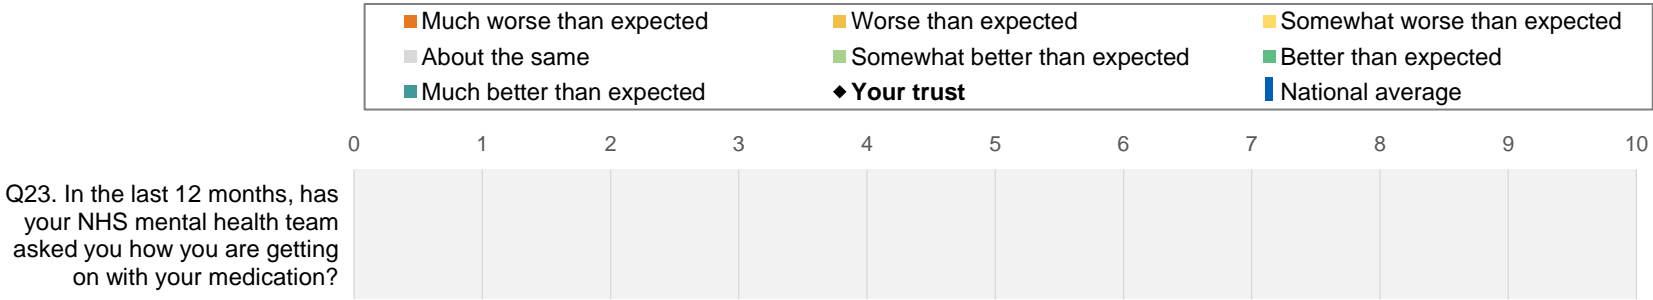 Much worse than expected
Worse than expected
Somewhat worse than expected
About the same
Somewhat better than expected
Better than expected
Much better than expected
Your trust
National average
0 1 2 3 4 5 6 7 8 9 10
Q23. In the last 12 months, has
your NHS mental health team
asked you how you are getting
on with your medication?